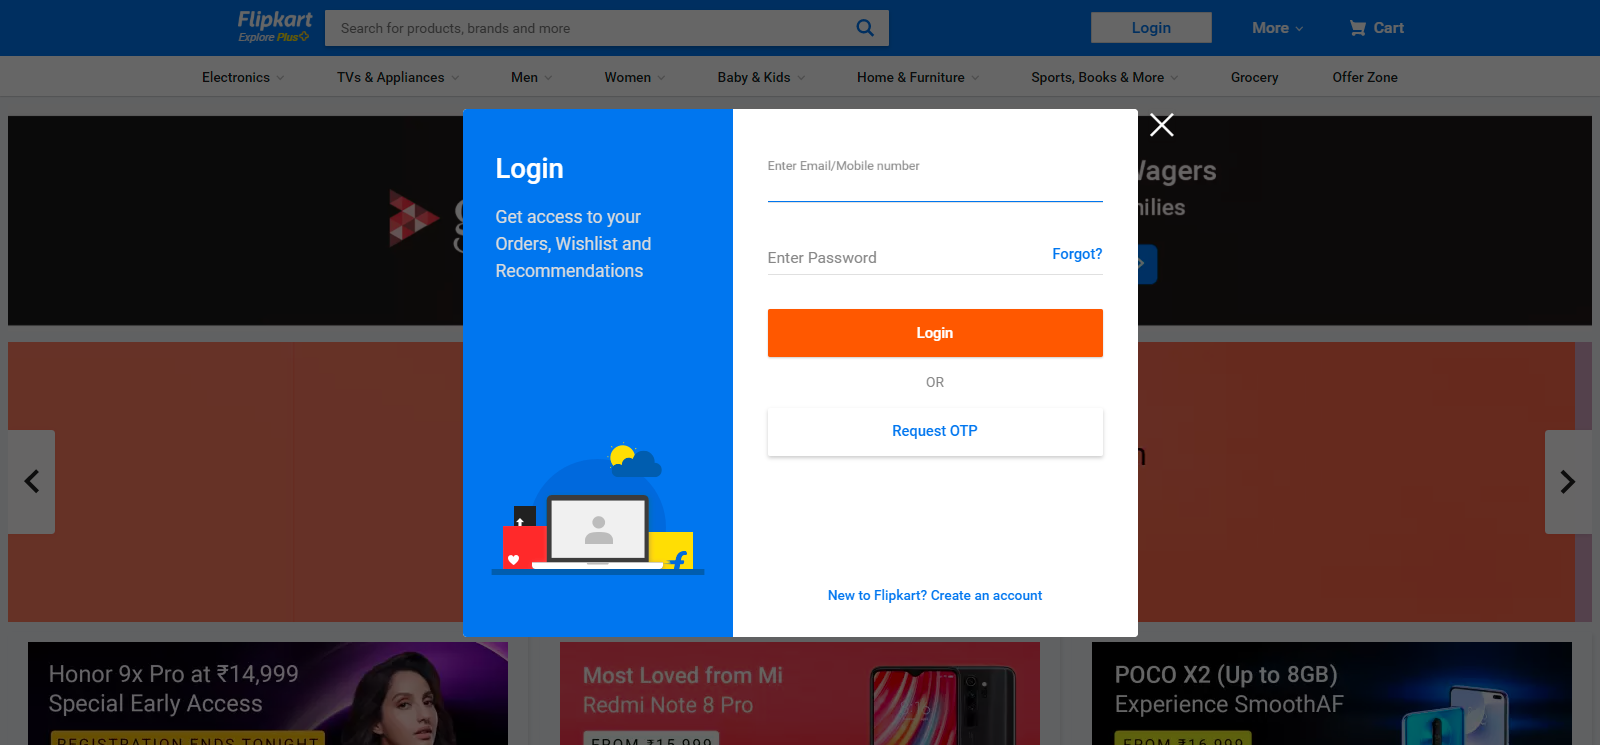 Flipkart
Explore Plus
Search for products, brands and more
Login
More
Cart
Electronics
TVs & Appliances
Men
Women
Baby & Kids
Home & Furniture
Sports, Books & More
Grocery
Offer Zone
Login
Get access to your
Orders, Wishlist and
Recommendations
Enter Email/Mobile number
Enter Password
Forgot?
Login
OR
Request OTP
New to Flipkart? Create an account
Honor 9x Pro at ₹14,999
Special Early Access
REGISTRATION ENDS TONIGHT
Most Loved from Mi
Redmi Note 8 Pro
FROM ₹15,999
POCO X2 (Up to 8GB)
Experience SmoothAF
FROM ₹16,999